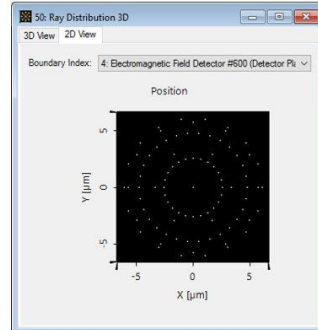 50: Ray Distribution 3D
3D View 2D View
Boundary Index: 4: Electromagnetic Field Detector #600 (Detector Pla
Position
Y [µm]
5
0
-5
-5 0 5
X [µm]